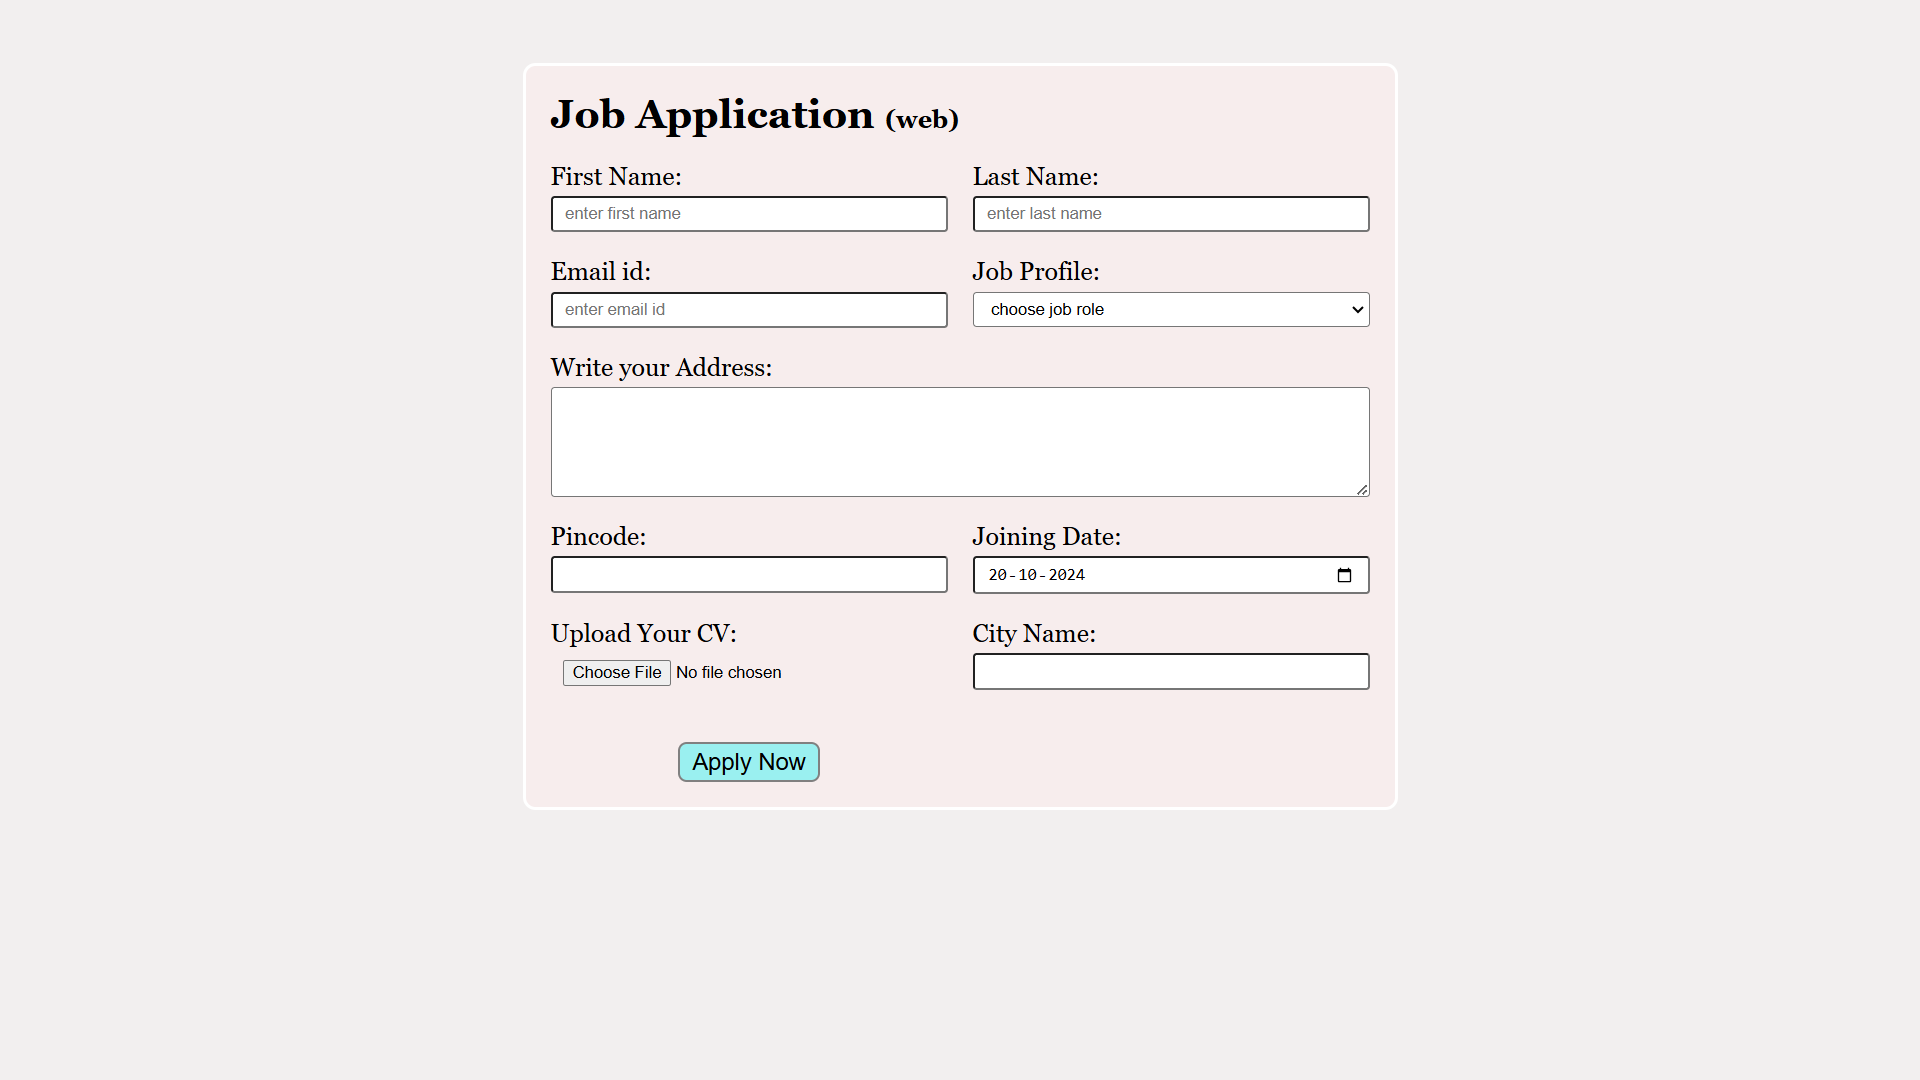 Job Application (web)
First Name: Last Name:
enter first name enter last name
Email id: Job Profile:
enter email id choose job role
Write your Address:
Pincode: Joining Date:
20-10-2024
Upload Your CV: City Name:
Choose File No file chosen
Apply Now